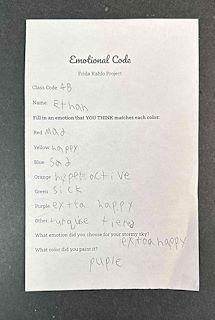 Emotional Code
Frida Kahlo Project
Class Code: 4B
Name: Ethan
Fill in an emotion that YOU THINK matches each color:
Red mad
Yellow happy
Blue sad
Orange hiperactive
Green sick
Purple extra happy
Other turquse tierd
What emotion did you choose for your stormy sky?
extra happy
What color did you paint it?
puple